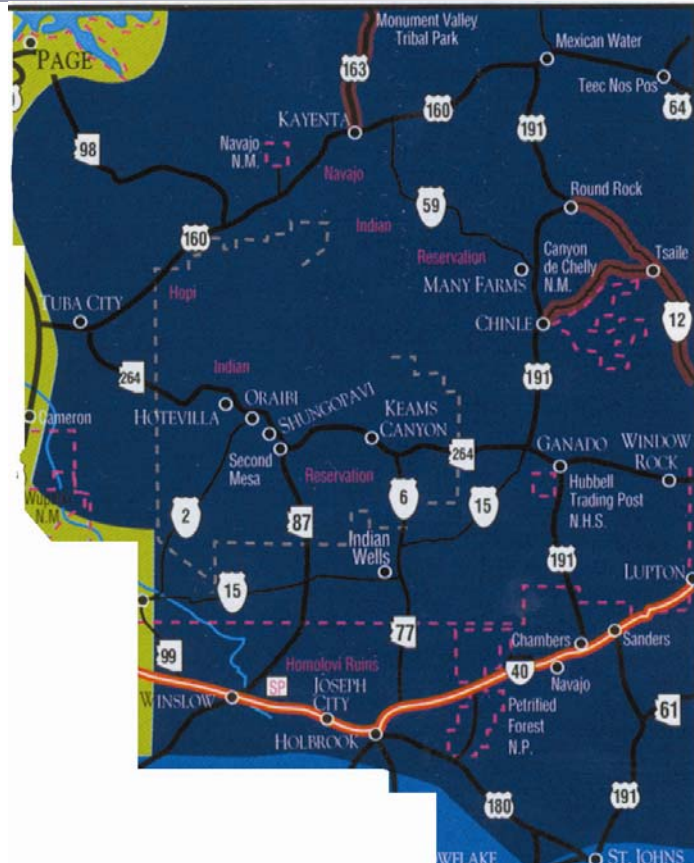 Monument Valley
Tribal Park
PAGE
163
Mexican Water
Teec Nos Pos
64
160
KAYENTA
191
98
Navajo
N.M.
Navajo
59
Round Rock
Indian
160
Reservation
Canyon
de Chelly
N.M.
Tsaile
MANY FARMS
Hopi
TUBA CITY
CHINLE
12
264
Indian
191
ORAIBI
HOTEVILLA
SHUNGOPAVI
KEAMS
CANYON
Cameron
Second
Mesa
264
GANADO
WINDOW
ROCK
Reservation
Hubbell
Trading Post
N.H.S.
N.M.
2
87
6
15
Indian
Wells
191
LUPTON
15
77
Chambers
Sanders
99
Homolovi Ruins
SP
40
Navajo
WINSLOW
JOSEPH
CITY
Petrified
Forest
N.P.
61
HOLBROOK
180
191
ST. JOHNS